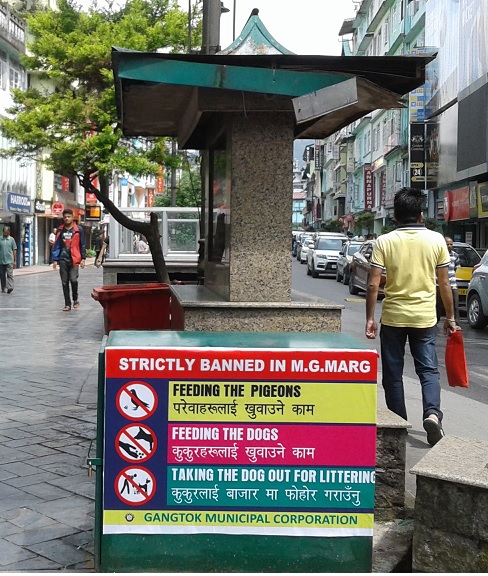 STRICTLY BANNED IN M.G.MARG
FEEDING THE PIGEONS
परेवाहरूलाई खुवाउने काम
FEEDING THE DOGS
कुकुरहरूलाई खुवाउने काम
TAKING THE DOG OUT FOR LITTERING
कुकुरलाई बाजार मा फोहोर गराउनु
GANGTOK MUNICIPAL CORPORATION